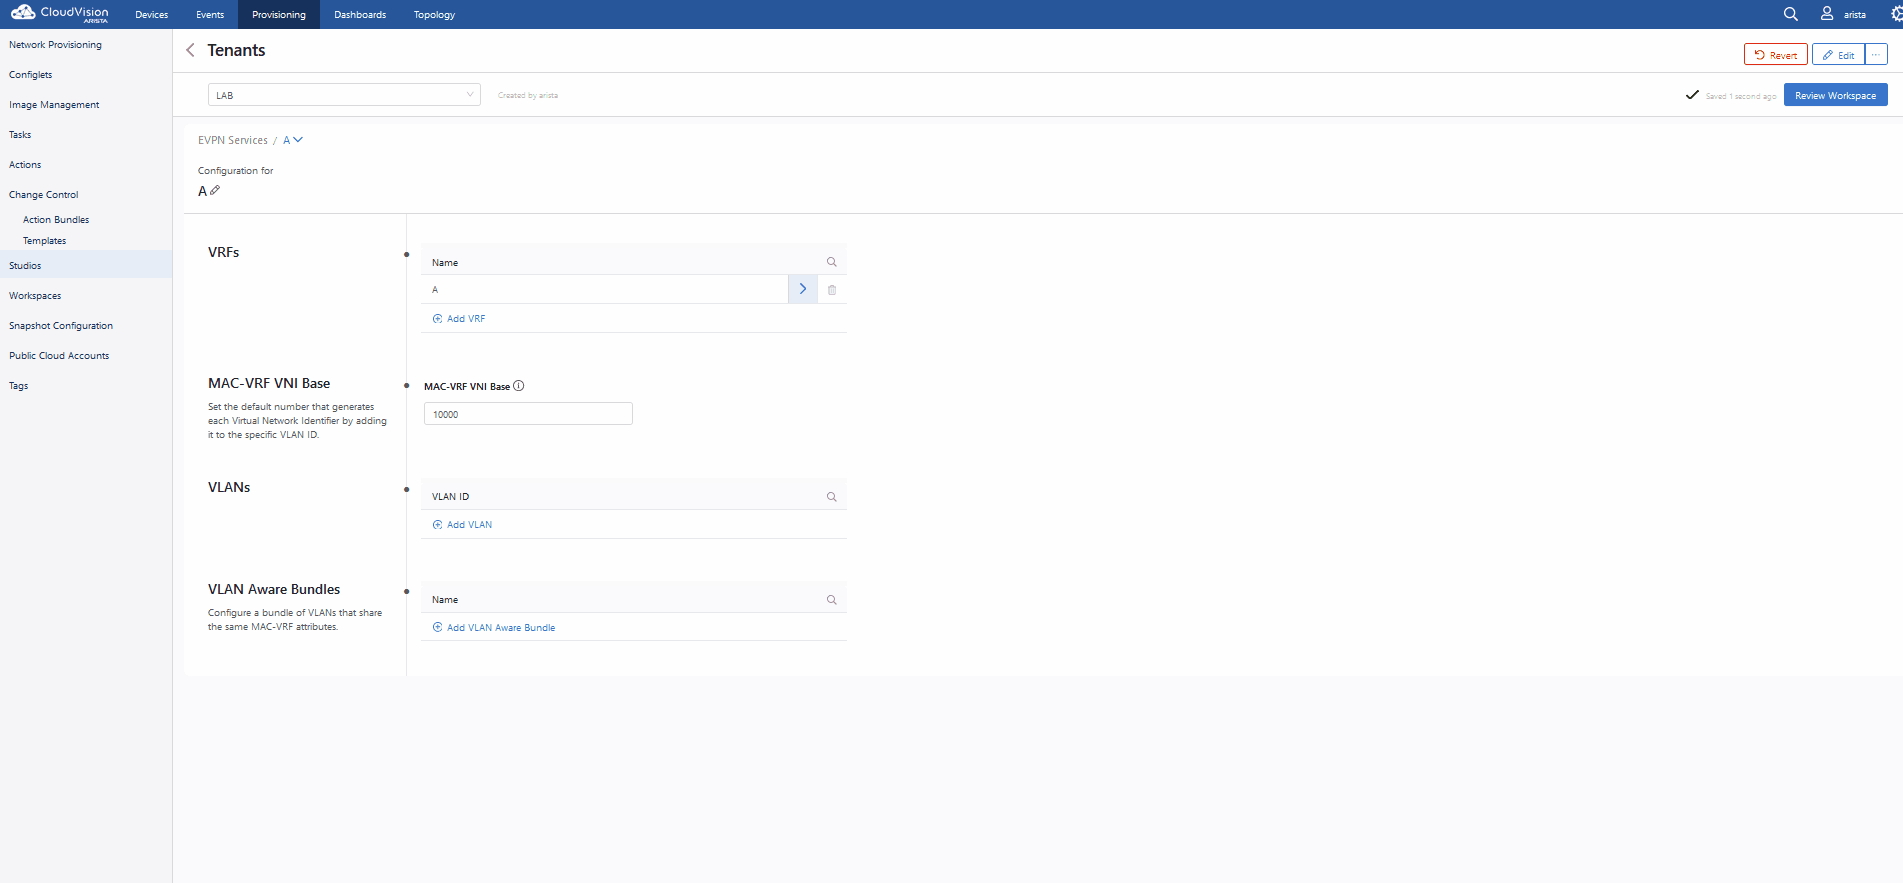 CloudVision
ARISTA
Devices
Events
Provisioning
Dashboards
Topology
arista
Network Provisioning
Configlets
Image Management
Tasks
Actions
Change Control
Action Bundles
Templates
Studios
Workspaces
Snapshot Configuration
Public Cloud Accounts
Tags
Tenants
Revert
Edit
...
LAB
Created by arista
Saved 1 second ago
Review Workspace
EVPN Services / A
Configuration for
A
VRFs
Name
A
Add VRF
MAC-VRF VNI Base
Set the default number that generates
each Virtual Network Identifier by adding
it to the specific VLAN ID.
MAC-VRF VNI Base
10000
VLANs
VLAN ID
Add VLAN
VLAN Aware Bundles
Configure a bundle of VLANs that share
the same MAC-VRF attributes.
Name
Add VLAN Aware Bundle